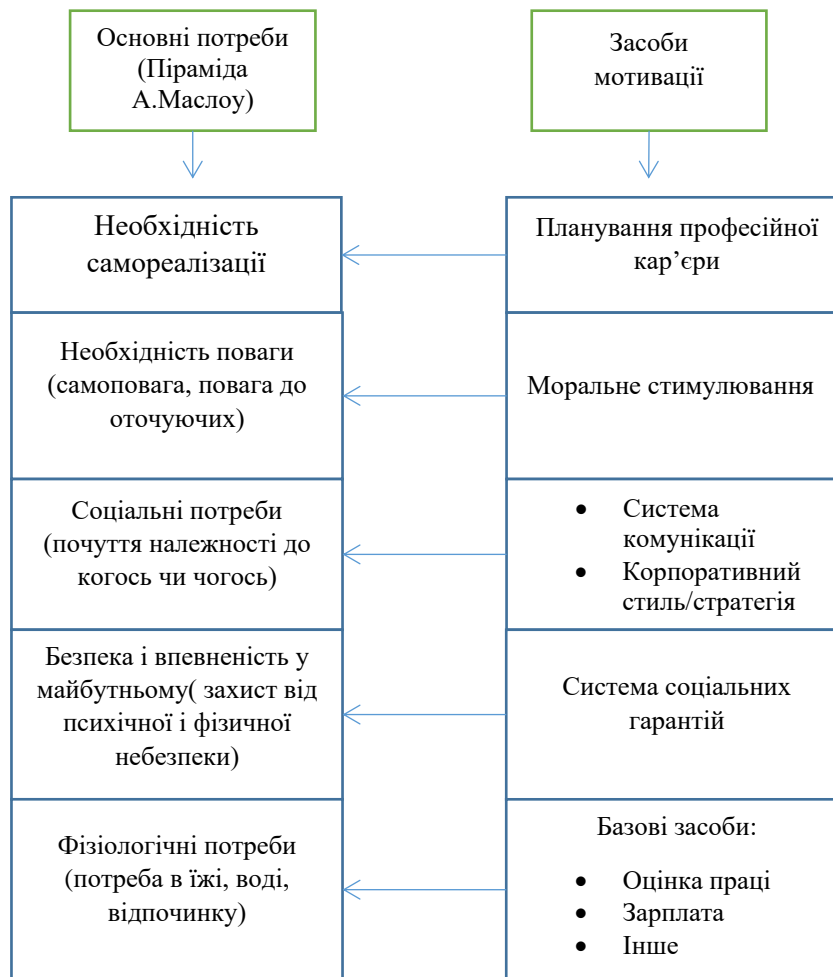 Основні потреби
(Піраміда
А.Маслоу)
Засоби
мотивації
Необхідність
самореалізації
Планування професійної
кар’єри
Необхідність поваги
(самоповага, повага до
оточуючих)
Моральне стимулювання
Соціальні потреби
(почуття належності до
когось чи чогось)
• Система
комунікації
• Корпоративний
стиль/стратегія
Безпека і впевненість у
майбутньому( захист від
психічної і фізичної
небезпеки)
Система соціальних
гарантій
Фізіологічні потреби
(потреба в їжі, воді,
відпочинку)
Базові засоби:
• Оцінка праці
• Зарплата
• Інше